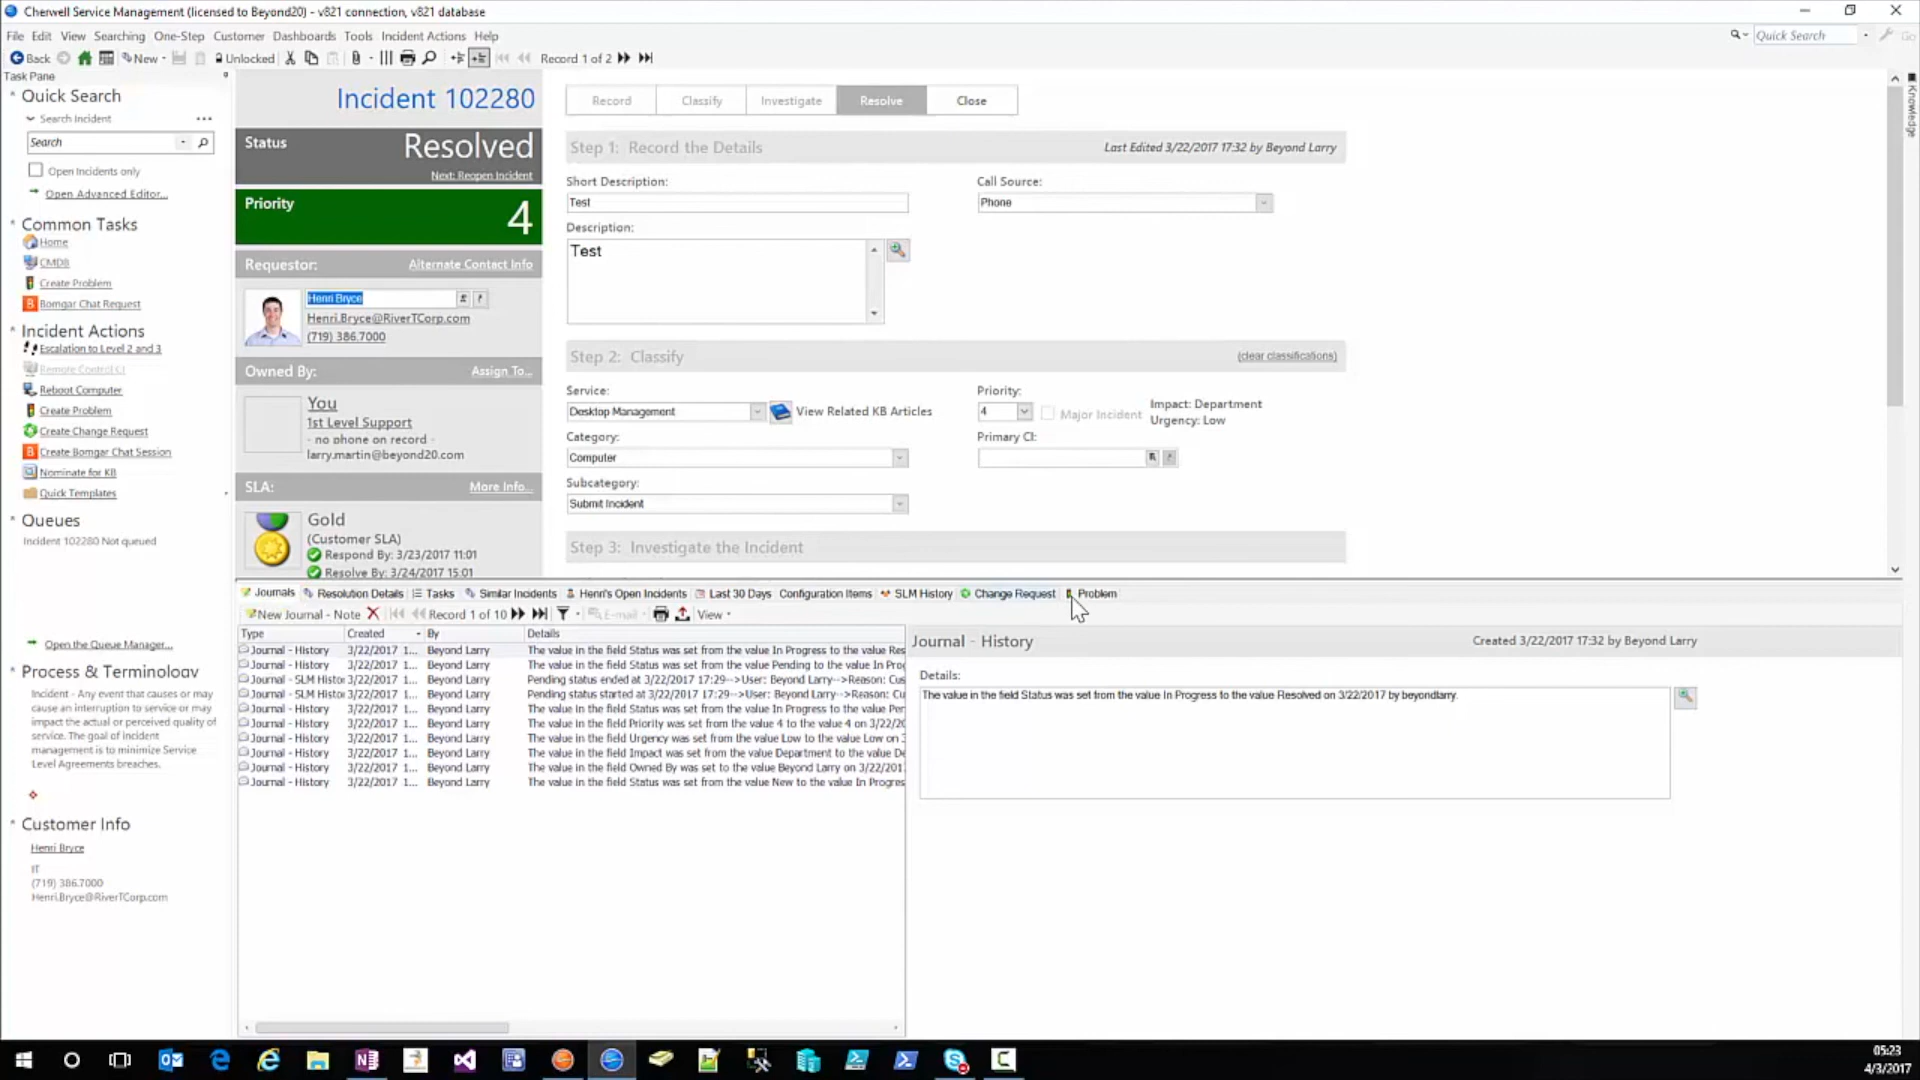 Cherwell Service Management (licensed to Beyond20) - v821 connection, v821 database
File Edit View Searching One-Step Customer Dashboards Tools Incident Actions Help
Quick Search Go
Back New Unlocked Record 1 of 2
Task Pane
Quick Search
Search Incident
Search
Open Incidents only
Open Advanced Editor...
Common Tasks
Home
CMDB
Create Problem
Bomgar Chat Request
Incident Actions
Escalation to Level 2 and 3
Remote Control CI
Reboot Computer
Create Problem
Create Change Request
Create Bomgar Chat Session
Nominate for KB
Quick Templates
Queues
Incident 102280 Not queued
Open the Queue Manager...
Process & Terminology
Incident - Any event that causes or may
cause an interruption to service or may
impact the actual or perceived quality of
service. The goal of incident
management is to minimize Service
Level Agreements breaches.
Customer Info
Henri Bryce
IT
(719) 386.7000
Henri.Bryce@RiverTCorp.com
Incident 102280
Status
Resolved
Next: Reopen Incident
Priority
4
Requestor: Alternate Contact Info
Henri Bryce
Henri.Bryce@RiverTCorp.com
(719) 386.7000
Owned By: Assign To...
You
1st Level Support
- no phone on record -
larry.martin@beyond20.com
SLA: More Info...
Gold
(Customer SLA)
Respond By: 3/23/2017 11:01
Resolve By: 3/24/2017 15:01
Record Classify Investigate Resolve Close
Step 1: Record the Details
Last Edited 3/22/2017 17:32 by Beyond Larry
Short Description:
Test
Call Source:
Phone
Description:
Test
Step 2: Classify
(clear classifications)
Service:
Desktop Management
View Related KB Articles
Priority:
4
Major Incident
Impact: Department
Urgency: Low
Category:
Computer
Primary CI:
Subcategory:
Submit Incident
Step 3: Investigate the Incident
Knowledge
Journals Resolution Details Tasks Similar Incidents Henri's Open Incidents Last 30 Days Configuration Items SLM History Change Request Problem
New Journal - Note Record 1 of 10 E-mail View
Type Created By Details
Journal - History 3/22/2017 1... Beyond Larry The value in the field Status was set from the value In Progress to the value Res
Journal - History 3/22/2017 1... Beyond Larry The value in the field Status was set from the value Pending to the value In Prog
Journal - SLM Histor 3/22/2017 1... Beyond Larry Pending status ended at 3/22/2017 17:29-->User: Beyond Larry-->Reason: Cus
Journal - SLM Histor 3/22/2017 1... Beyond Larry Pending status started at 3/22/2017 17:29-->User: Beyond Larry-->Reason: Cu
Journal - History 3/22/2017 1... Beyond Larry The value in the field Status was set from the value In Progress to the value Per
Journal - History 3/22/2017 1... Beyond Larry The value in the field Priority was set from the value 4 to the value 4 on 3/22/20
Journal - History 3/22/2017 1... Beyond Larry The value in the field Urgency was set from the value Low to the value Low on 3
Journal - History 3/22/2017 1... Beyond Larry The value in the field Impact was set from the value Department to the value De
Journal - History 3/22/2017 1... Beyond Larry The value in the field Owned By was set to the value Beyond Larry on 3/22/201
Journal - History 3/22/2017 1... Beyond Larry The value in the field Status was set from the value New to the value In Progres
Journal - History
Created 3/22/2017 17:32 by Beyond Larry
Details:
The value in the field Status was set from the value In Progress to the value Resolved on 3/22/2017 by beyondlarry.
05:23
4/3/2017